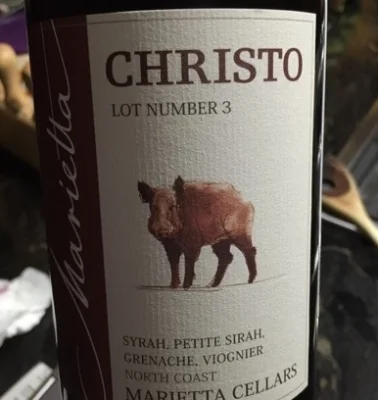 Marietta
CHRISTO
LOT NUMBER 3
SYRAH, PETITE SIRAH,
GRENACHE, VIOGNIER
NORTH COAST
MARIETTA CELLARS